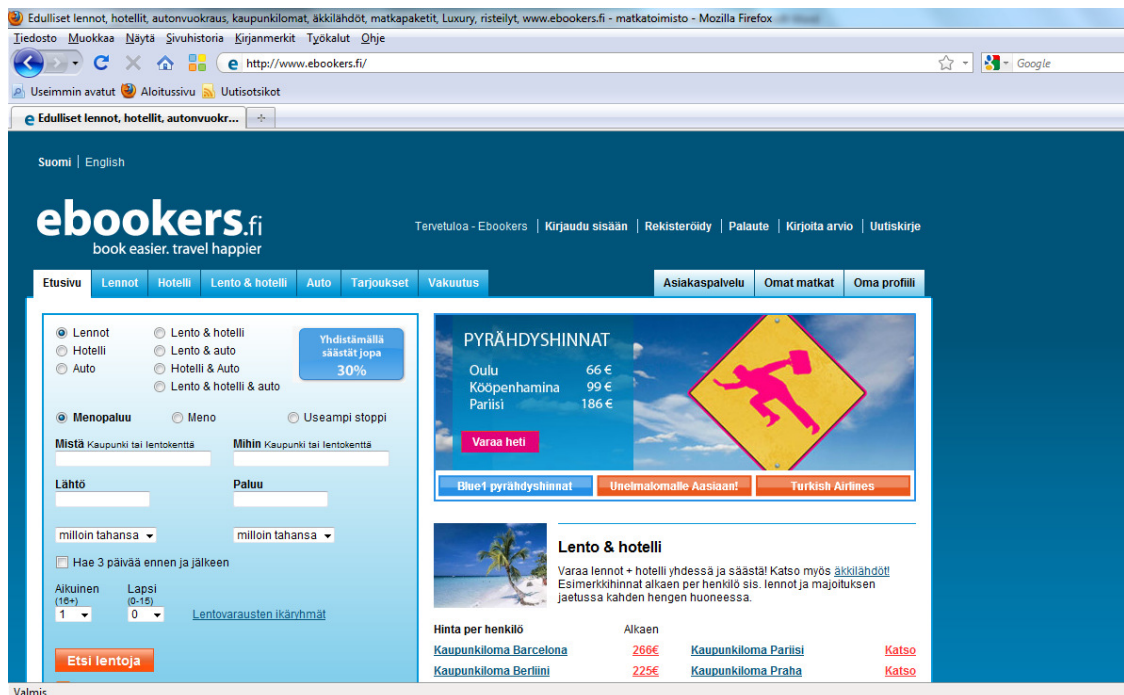 Edulliset lennot, hotellit, autonvuokraus, kaupunkilomat, äkkilähdöt, matkapaketit, Luxury, risteilyt, www.ebookers.fi - matkatoimisto - Mozilla Firefox
Tiedosto Muokkaa Näytä Sivuhistoria Kirjanmerkit Työkalut Ohje
e http://www.ebookers.fi/
Google
Useimmin avatut Aloitussivu Uutisotsikot
e Edulliset lennot, hotellit, autonvuokr...
Suomi | English
ebookers.fi
book easier. travel happier
Tervetuloa - Ebookers | Kirjaudu sisään | Rekisteröidy | Palaute | Kirjoita arvio | Uutiskirje
Etusivu Lennot Hotelli Lento & hotelli Auto Tarjoukset Vakuutus Asiakaspalvelu Omat matkat Oma profiili
Lennot Lento & hotelli
Hotelli Lento & auto
Auto Hotelli & Auto
Lento & hotelli & auto
Yhdistämällä
säästät jopa
30%
Menopaluu Meno Useampi stoppi
Mistä Kaupunki tai lentokenttä Mihin Kaupunki tai lentokenttä
Lähtö Paluu
milloin tahansa milloin tahansa
Hae 3 päivää ennen ja jälkeen
Aikuinen Lapsi
(16+) (0-15)
1 0 Lentovarausten ikäryhmät
Etsi lentoja
PYRÄHDYSHINNAT
Oulu 66 €
Kööpenhamina 99 €
Pariisi 186 €
Varaa heti
Blue1 pyrähdyshinnat Unelmalomalle Aasiaan! Turkish Airlines
Lento & hotelli
Varaa lennot + hotelli yhdessä ja säästä! Katso myös äkkilähdöt!
Esimerkkihinnat alkaen per henkilö sis. lennot ja majoituksen
jaetussa kahden hengen huoneessa.
Hinta per henkilö Alkaen
Kaupunkiloma Barcelona 266€ Kaupunkiloma Pariisi Katso
Kaupunkiloma Berliini 225€ Kaupunkiloma Praha Katso
Valmis